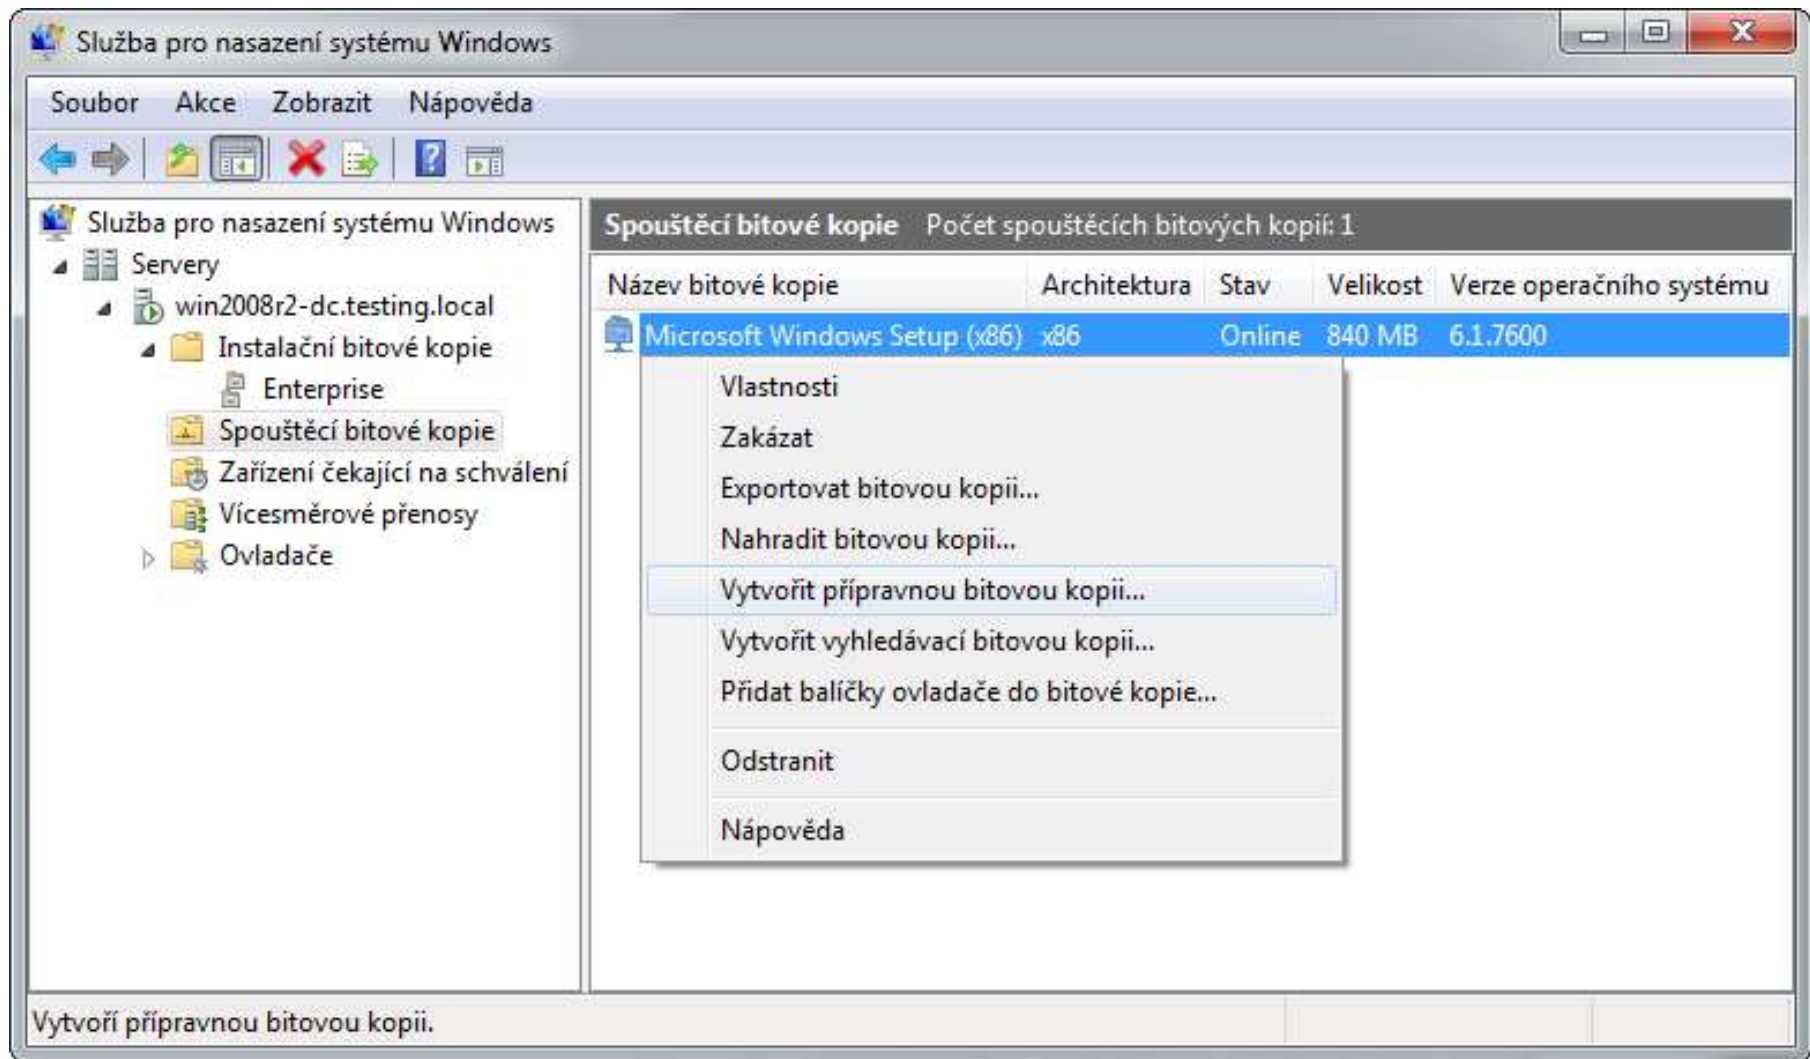 Služba pro nasazení systému Windows
Soubor Akce Zobrazit Nápověda
Služba pro nasazení systému Windows
Servery
win2008r2-dc.testing.local
Instalační bitové kopie
Enterprise
Spouštěcí bitové kopie
Zařízení čekající na schválení
Vícesměrové přenosy
Ovladače
Spouštěcí bitové kopie Počet spouštěcích bitových kopií: 1
Název bitové kopie Architektura Stav Velikost Verze operačního systému
Microsoft Windows Setup (x86) x86 Online 840 MB 6.1.7600
Vlastnosti
Zakázat
Exportovat bitovou kopii...
Nahradit bitovou kopii...
Vytvořit přípravnou bitovou kopii...
Vytvořit vyhledávací bitovou kopii...
Přidat balíčky ovladače do bitové kopie...
Odstranit
Nápověda
Vytvoří přípravnou bitovou kopii.